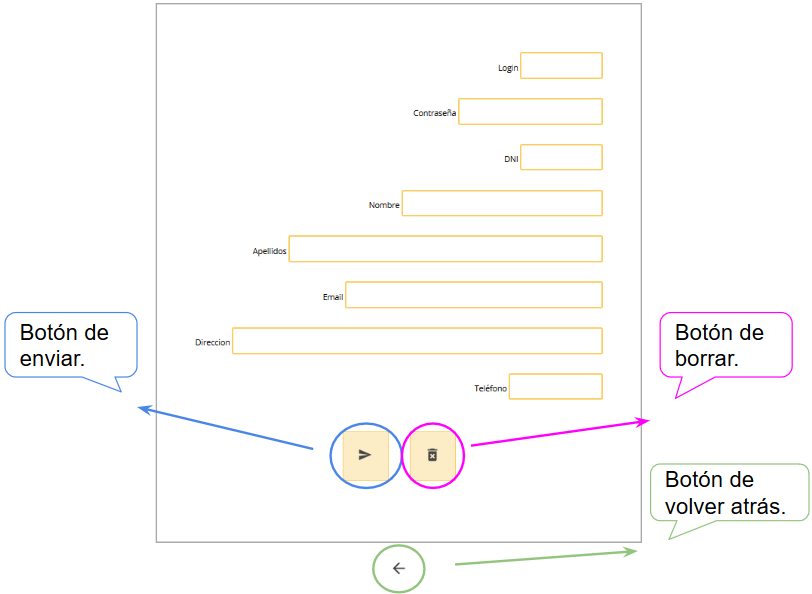 Login
Contraseña
DNI
Nombre
Apellidos
Email
Direccion
Teléfono
Botón de
enviar.
Botón de
borrar.
Botón de
volver atrás.